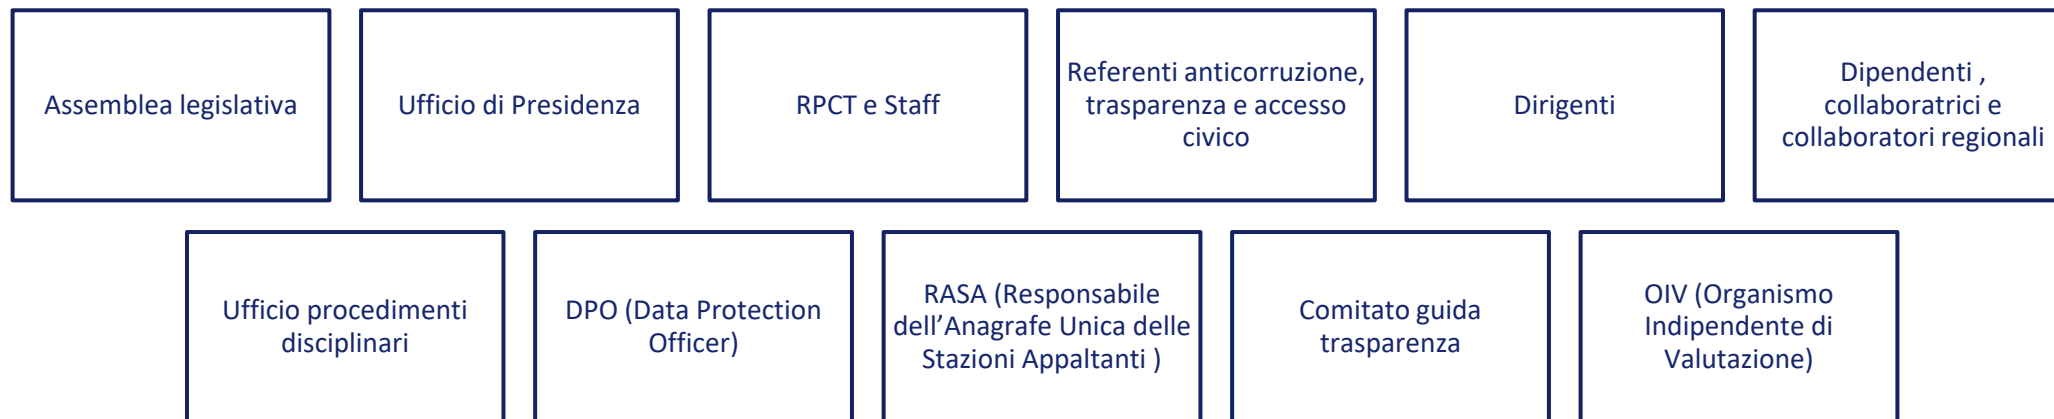 Assemblea legislativa
Ufficio di Presidenza
RPCT e Staff
Referenti anticorruzione,
trasparenza e accesso
civico
Dirigenti
Dipendenti ,
collaboratrici e
collaboratori regionali
Ufficio procedimenti
disciplinari
DPO (Data Protection
Officer)
RASA (Responsabile
dell’Anagrafe Unica delle
Stazioni Appaltanti )
Comitato guida
trasparenza
OIV (Organismo
Indipendente di
Valutazione)